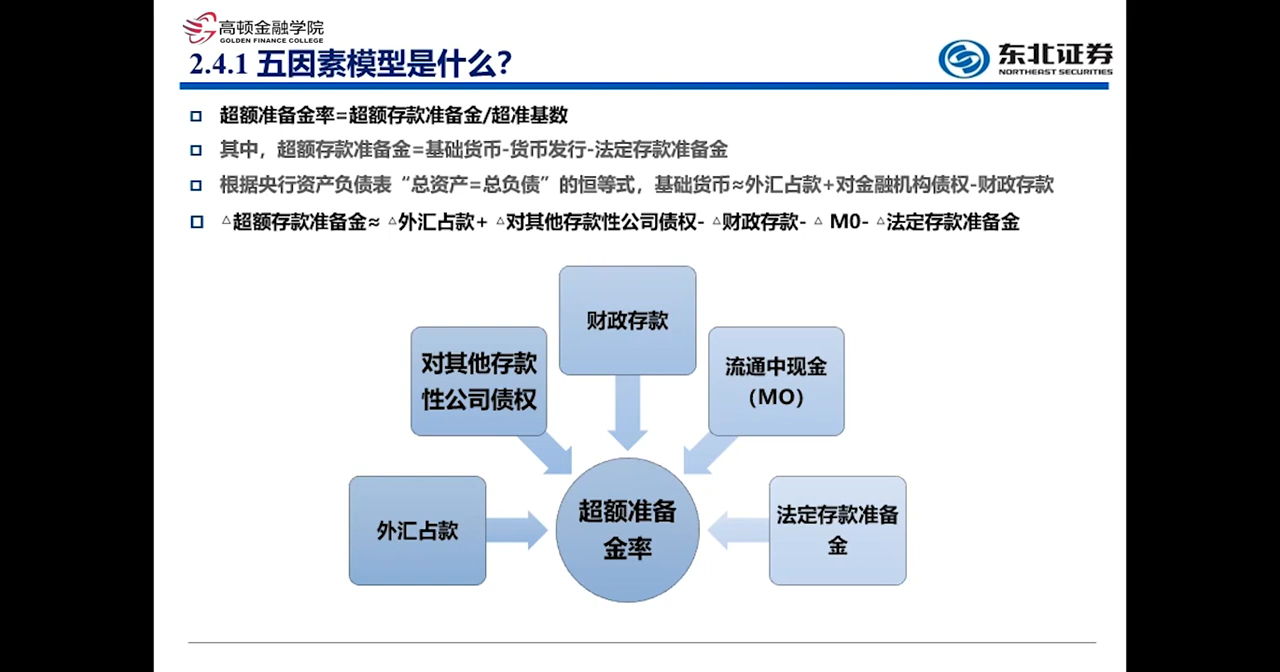 高顿金融学院
GOLDEN FINANCE COLLEGE
2.4.1 五因素模型是什么?
东北证券
NORTHEAST SECURITIES
超额准备金率=超额存款准备金/超准基数
其中，超额存款准备金=基础货币-货币发行-法定存款准备金
根据央行资产负债表“总资产=总负债”的恒等式，基础货币≈外汇占款+对金融机构债权-财政存款
△超额存款准备金≈ △外汇占款+ △对其他存款性公司债权- △财政存款- △ M0- △法定存款准备金
财政存款
对其他存款
性公司债权
流通中现金
（MO）
外汇占款
超额准备
金率
法定存款准备
金